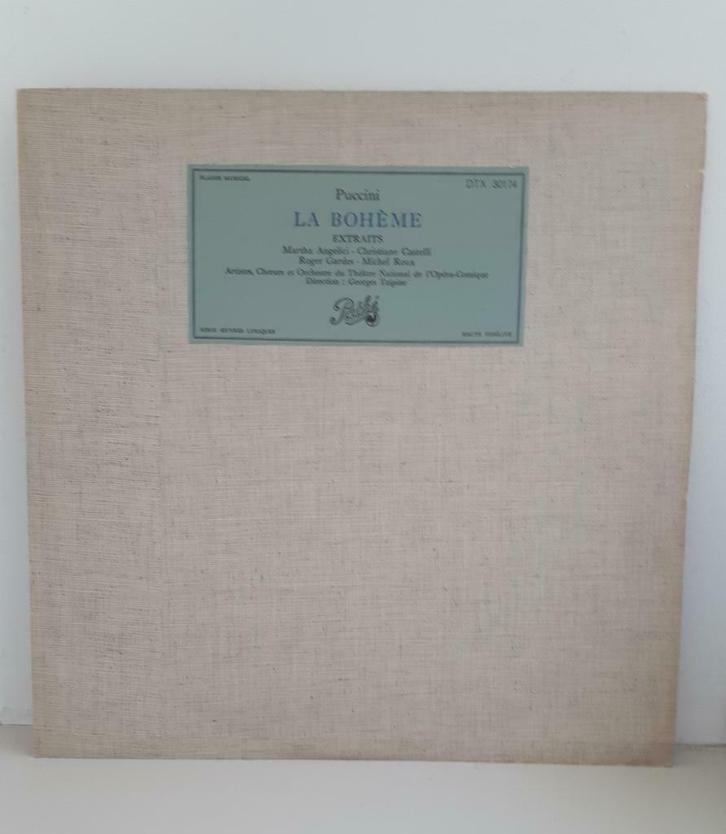 PLAISIR MUSICAL
DTX 30174
Puccini
LA BOHÈME
EXTRAITS
Martha Angelici - Christiane Castelli
Roger Gardes - Michel Roux
Artistes, Chœurs et Orchestre du Théâtre National de l'Opéra-Comique
Direction : Georges Tzipine
Pathé
SÉRIE ŒUVRES LYRIQUES
HAUTE FIDÉLITÉ